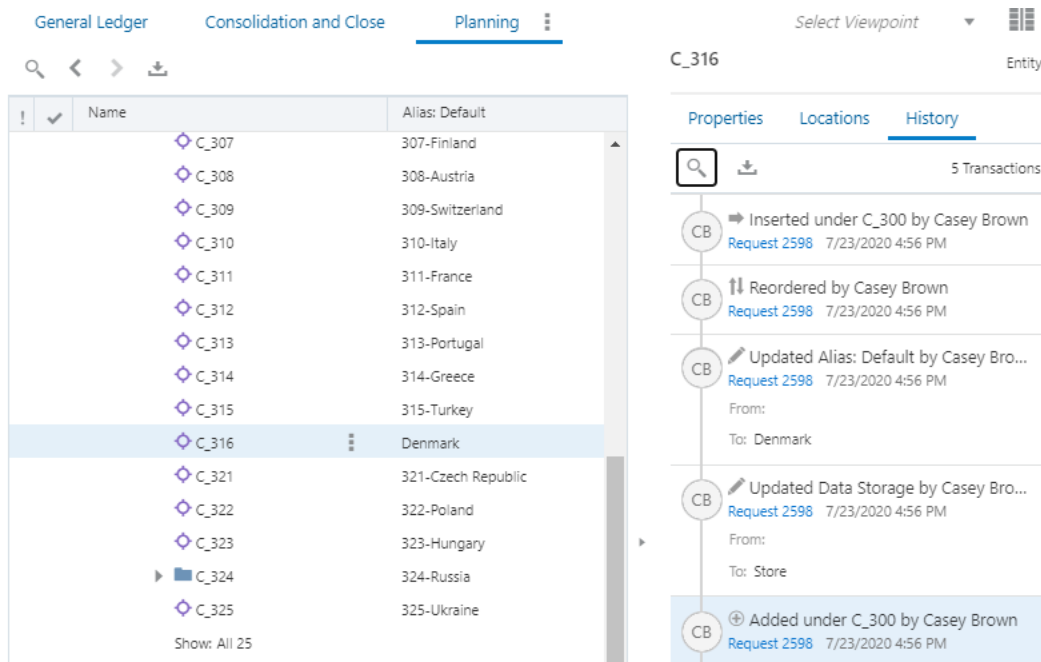 General Ledger Consolidation and Close Planning
! Name Alias: Default
C_307 307-Finland
C_308 308-Austria
C_309 309-Switzerland
C_310 310-Italy
C_311 311-France
C_312 312-Spain
C_313 313-Portugal
C_314 314-Greece
C_315 315-Turkey
C_316 Denmark
C_321 321-Czech Republic
C_322 322-Poland
C_323 323-Hungary
C_324 324-Russia
C_325 325-Ukraine
Show: All 25
Select Viewpoint
C_316 Entity
Properties Locations History
5 Transactions
CB Inserted under C_300 by Casey Brown
Request 2598 7/23/2020 4:56 PM
CB Reordered by Casey Brown
Request 2598 7/23/2020 4:56 PM
CB Updated Alias: Default by Casey Bro...
Request 2598 7/23/2020 4:56 PM
From:
To: Denmark
CB Updated Data Storage by Casey Bro...
Request 2598 7/23/2020 4:56 PM
From:
To: Store
CB Added under C_300 by Casey Brown
Request 2598 7/23/2020 4:56 PM